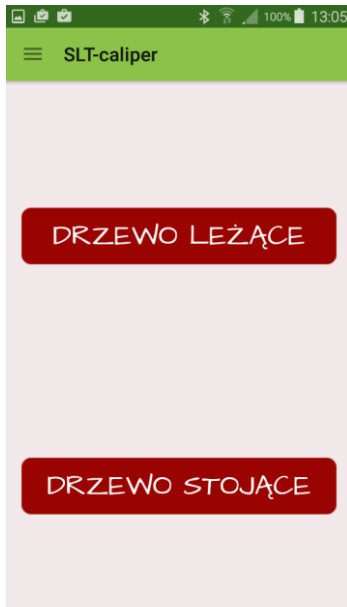 100% 13:05
SLT-caliper
DRZEWO LEŻĄCE
DRZEWO STOJĄCE